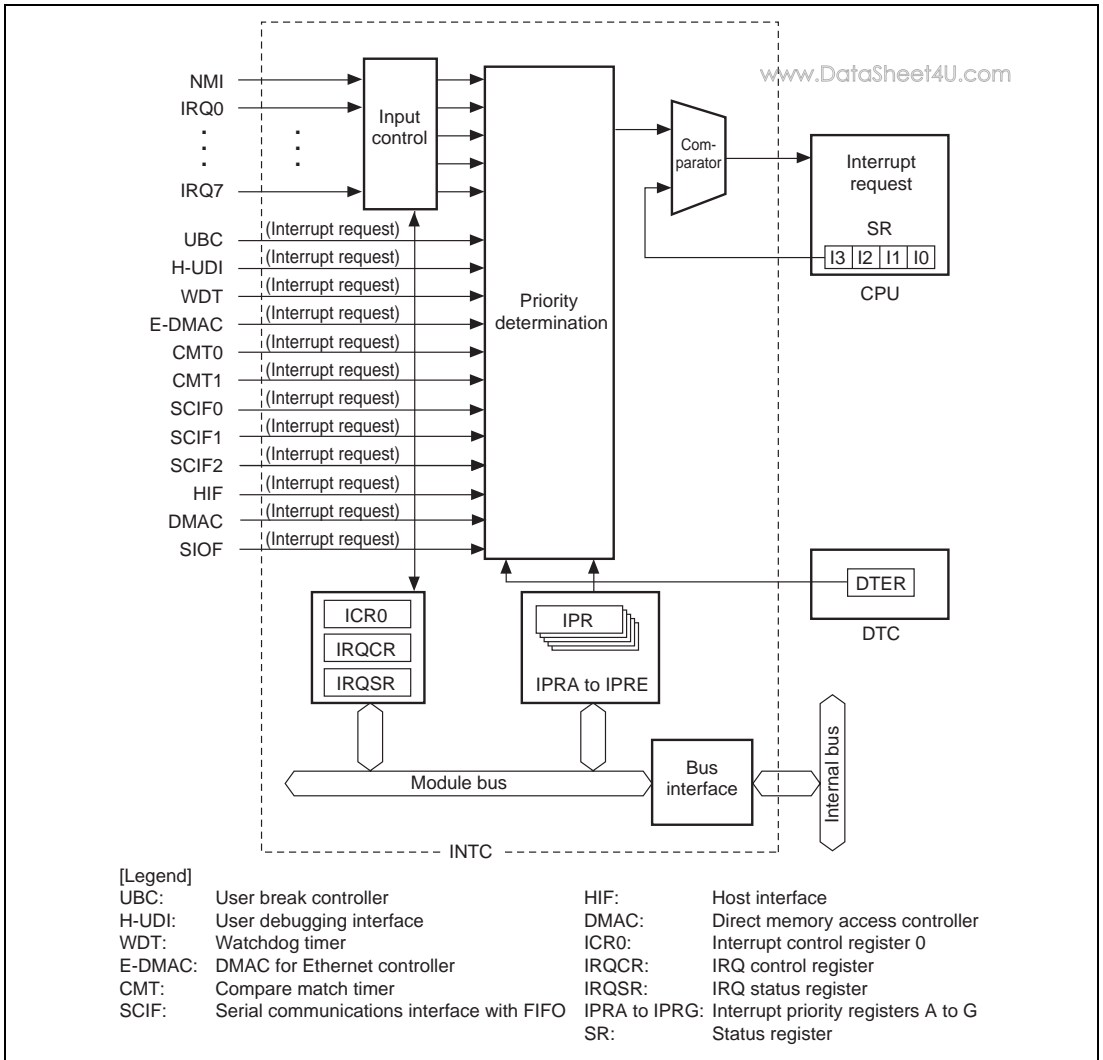 www.DataSheet4U.com
NMI
IRQ0
IRQ7
Input
control
UBC (Interrupt request)
H-UDI (Interrupt request)
WDT (Interrupt request)
E-DMAC (Interrupt request)
CMT0 (Interrupt request)
CMT1 (Interrupt request)
SCIF0 (Interrupt request)
SCIF1 (Interrupt request)
SCIF2 (Interrupt request)
HIF (Interrupt request)
DMAC (Interrupt request)
SIOF (Interrupt request)
Priority
determination
Com-
parator
Interrupt
request
SR
I3 I2 I1 I0
CPU
DTER
DTC
ICR0
IRQCR
IRQSR
IPR
IPRA to IPRE
Module bus
Bus
interface
Internal bus
INTC
[Legend]
UBC: User break controller
H-UDI: User debugging interface
WDT: Watchdog timer
E-DMAC: DMAC for Ethernet controller
CMT: Compare match timer
SCIF: Serial communications interface with FIFO
HIF: Host interface
DMAC: Direct memory access controller
ICR0: Interrupt control register 0
IRQCR: IRQ control register
IRQSR: IRQ status register
IPRA to IPRG: Interrupt priority registers A to G
SR: Status register